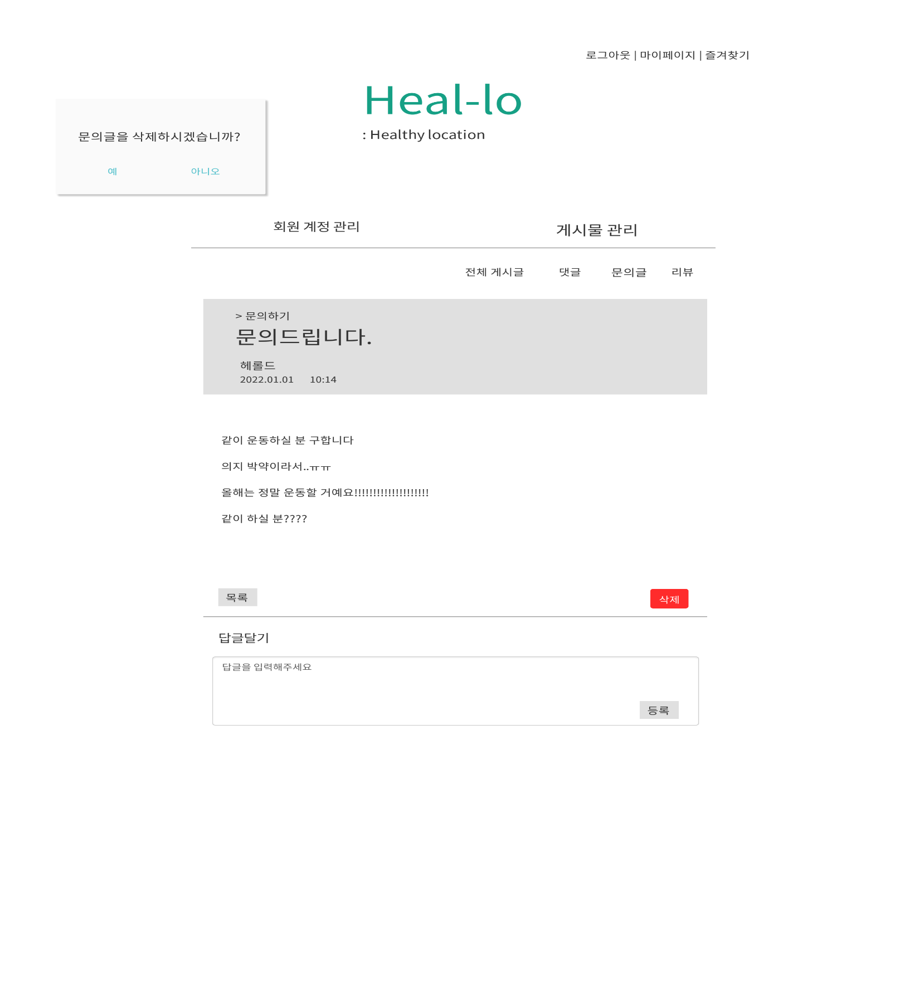 로그아웃 | 마이페이지 | 즐겨찾기
Heal-lo
: Healthy location
문의글을 삭제하시겠습니까?
예 아니오
회원 계정 관리 게시물 관리
전체 게시글 댓글 문의글 리뷰
> 문의하기
문의드립니다.
헤롤드
2022.01.01 10:14
같이 운동하실 분 구합니다
의지 박약이라서..ㅠㅠ
올해는 정말 운동할 거예요!!!!!!!!!!!!!!!!!!!!
같이 하실 분????
목록 삭제
답글달기
답글을 입력해주세요
등록